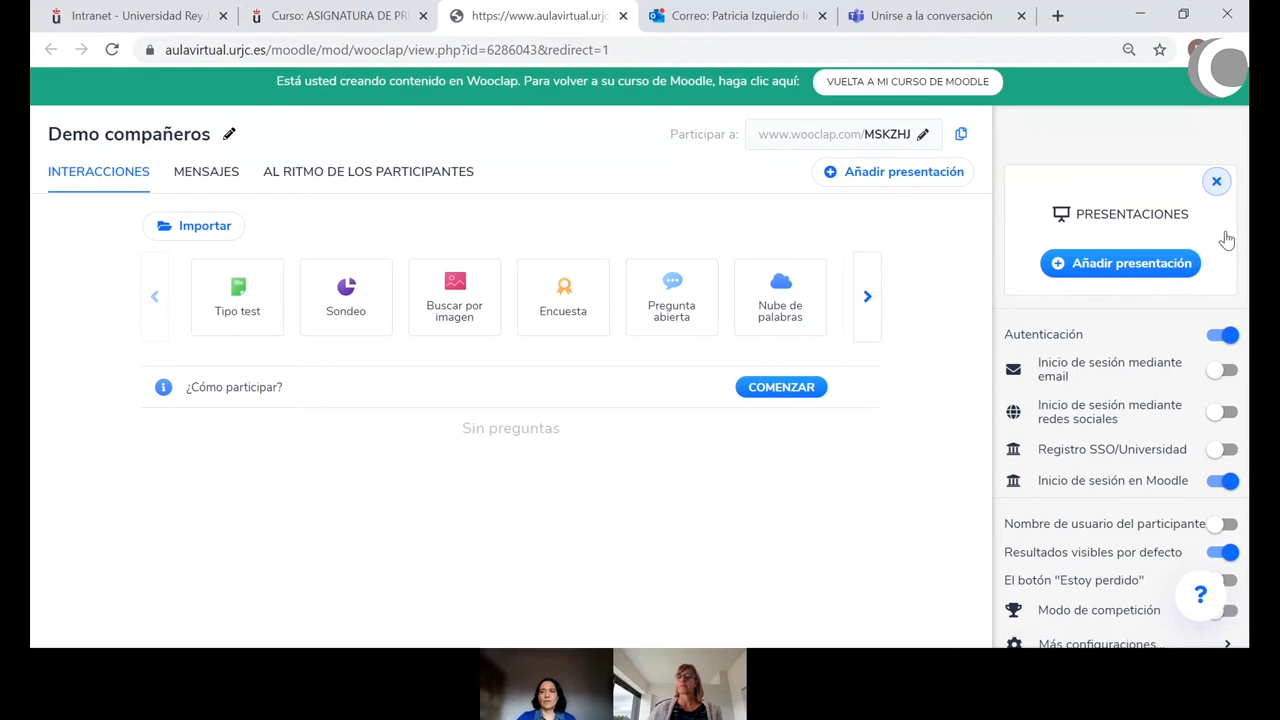 Intranet - Universidad Rey J
Curso: ASIGNATURA DE PR
https://www.aulavirtual.urjc
Correo: Patricia Izquierdo I
Unirse a la conversación
aulavirtual.urjc.es/moodle/mod/wooclap/view.php?id=6286043&redirect=1
Está usted creando contenido en Wooclap. Para volver a su curso de Moodle, haga clic aquí:
VUELTA A MI CURSO DE MOODLE
Demo compañeros
Participar a:
www.wooclap.com/MSKZHJ
INTERACCIONES
MENSAJES
AL RITMO DE LOS PARTICIPANTES
Añadir presentación
Importar
Tipo test
Sondeo
Buscar por
imagen
Encuesta
Pregunta
abierta
Nube de
palabras
¿Cómo participar?
COMENZAR
Sin preguntas
PRESENTACIONES
Añadir presentación
Autenticación
Inicio de sesión mediante
email
Inicio de sesión mediante
redes sociales
Registro SSO/Universidad
Inicio de sesión en Moodle
Nombre de usuario del participante
Resultados visibles por defecto
El botón "Estoy perdido"
Modo de competición
Más configuraciones...
?